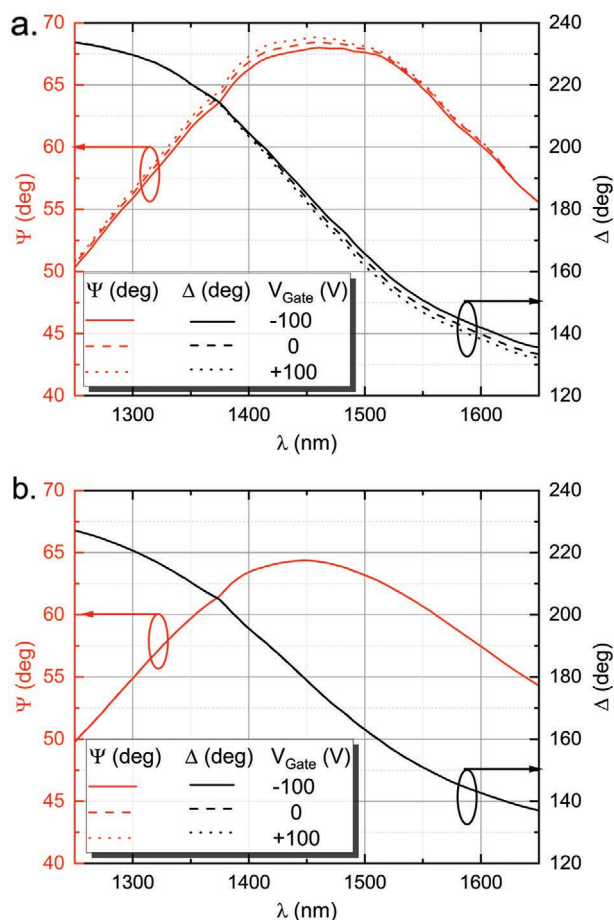 a.
70
65
60
55
50
45
40
Ψ (deg)
240
220
200
180
160
140
120
Δ (deg)
Ψ (deg) Δ (deg) V_Gate (V)
-100
0
+100
1300 1400 1500 1600
λ (nm)
b.
70
65
60
55
50
45
40
Ψ (deg)
240
220
200
180
160
140
120
Δ (deg)
Ψ (deg) Δ (deg) V_Gate (V)
-100
0
+100
1300 1400 1500 1600
λ (nm)